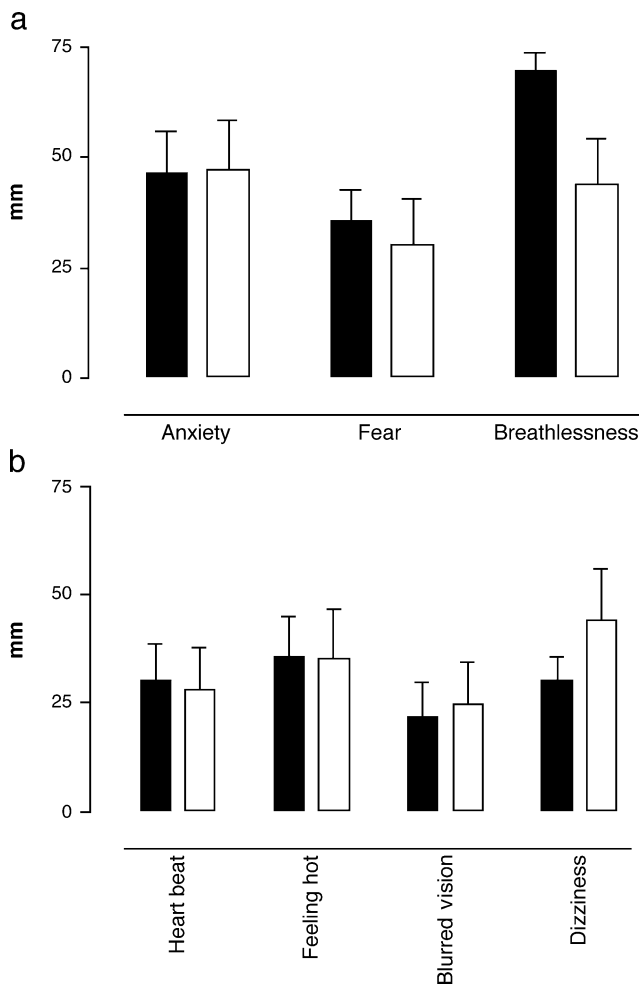 a
75
50
25
0
mm
Anxiety Fear Breathlessness
b
75
50
25
0
mm
Heart beat
Feeling hot
Blurred vision
Dizziness